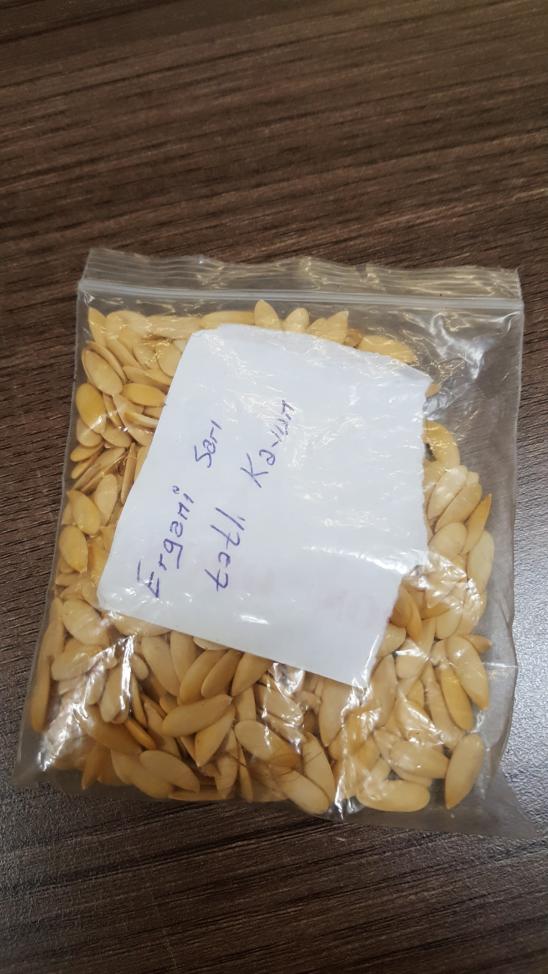 Ergani Sarı
tatlı Kavun